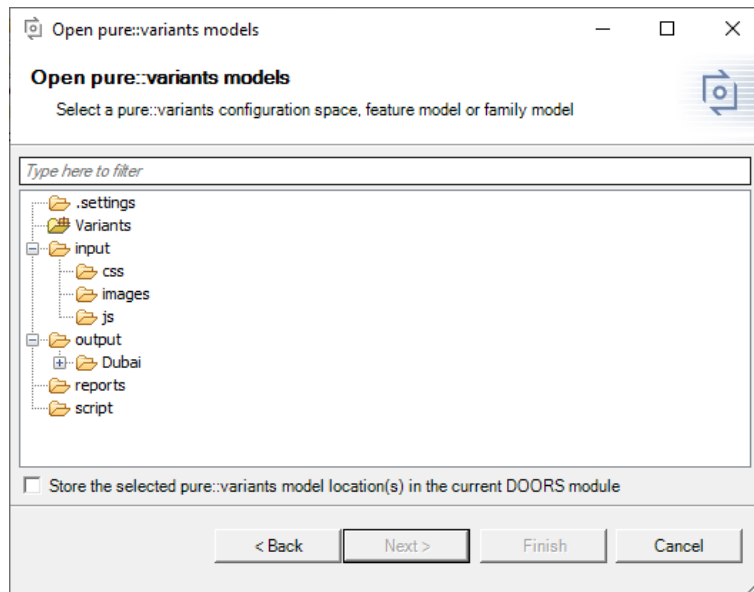 Open pure::variants models
Open pure::variants models
Select a pure::variants configuration space, feature model or family model
Type here to filter
.settings
Variants
input
css
images
js
output
Dubai
reports
script
Store the selected pure::variants model location(s) in the current DOORS module
< Back Next > Finish Cancel